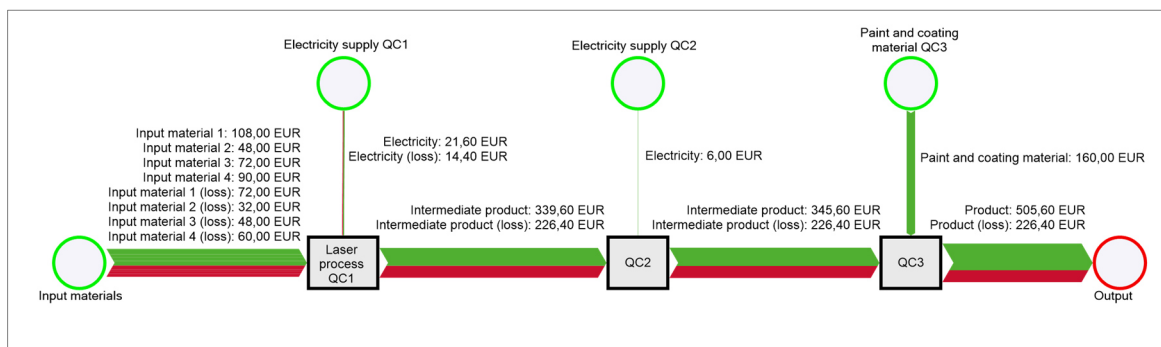 Electricity supply QC1
Electricity supply QC2
Paint and coating
material QC3
Input material 1: 108,00 EUR
Input material 2: 48,00 EUR
Input material 3: 72,00 EUR
Input material 4: 90,00 EUR
Input material 1 (loss): 72,00 EUR
Input material 2 (loss): 32,00 EUR
Input material 3 (loss): 48,00 EUR
Input material 4 (loss): 60,00 EUR
Electricity: 21,60 EUR
Electricity (loss): 14,40 EUR
Electricity: 6,00 EUR
Paint and coating material: 160,00 EUR
Intermediate product: 339,60 EUR
Intermediate product (loss): 226,40 EUR
Intermediate product: 345,60 EUR
Intermediate product (loss): 226,40 EUR
Product: 505,60 EUR
Product (loss): 226,40 EUR
Input materials
Laser
process
QC1
QC2
QC3
Output